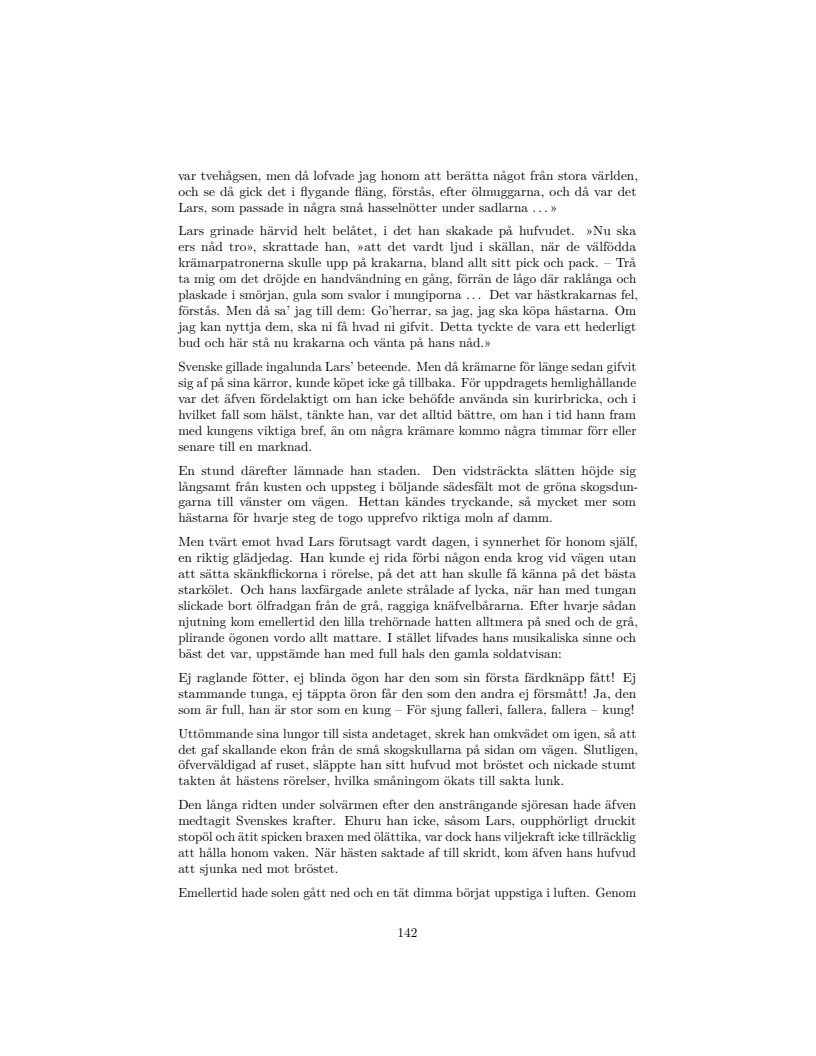 var tvehågsen, men då lofvade jag honom att berätta något från stora världen,
och se då gick det i flygande fläng, förstås, efter ölmuggarna, och då var det
Lars, som passade in några små hasselnötter under sadlarna . . . »
Lars grinade härvid helt belåtet, i det han skakade på hufvudet. »Nu ska
ers nåd tro», skrattade han, »att det vardt ljud i skällan, när de välfödda
krämarpatronerna skulle upp på krakarna, bland allt sitt pick och pack. – Trå
ta mig om det dröjde en handvändning en gång, förrän de lågo där raklånga och
plaskade i smörjan, gula som svalor i mungiporna . . . Det var hästkrakarnas fel,
förstås. Men då sa’ jag till dem: Go’herrar, sa jag, jag ska köpa hästarna. Om
jag kan nyttja dem, ska ni få hvad ni gifvit. Detta tyckte de vara ett hederligt
bud och här stå nu krakarna och vänta på hans nåd.»
Svenske gillade ingalunda Lars’ beteende. Men då krämarne för länge sedan gifvit
sig af på sina kärror, kunde köpet icke gå tillbaka. För uppdragets hemlighållande
var det äfven fördelaktigt om han icke behöfde använda sin kurirbricka, och i
hvilket fall som hälst, tänkte han, var det alltid bättre, om han i tid hann fram
med kungens viktiga bref, än om några krämare kommo några timmar förr eller
senare till en marknad.
En stund därefter lämnade han staden. Den vidsträckta slätten höjde sig
långsamt från kusten och uppsteg i böljande sädesfält mot de gröna skogsdun-
garna till vänster om vägen. Hettan kändes tryckande, så mycket mer som
hästarna för hvarje steg de togo upprefvo riktiga moln af damm.
Men tvärt emot hvad Lars förutsagt vardt dagen, i synnerhet för honom själf,
en riktig glädjedag. Han kunde ej rida förbi någon enda krog vid vägen utan
att sätta skänkflickorna i rörelse, på det att han skulle få känna på det bästa
starkölet. Och hans laxfärgade anlete strålade af lycka, när han med tungan
slickade bort ölfradgan från de grå, raggiga knäfvelbårarna. Efter hvarje sådan
njutning kom emellertid den lilla trehörnade hatten alltmera på sned och de grå,
plirande ögonen vordo allt mattare. I stället lifvades hans musikaliska sinne och
bäst det var, uppstämde han med full hals den gamla soldatvisan:
Ej raglande fötter, ej blinda ögon har den som sin första färdknäpp fått! Ej
stammande tunga, ej täppta öron får den som den andra ej försmått! Ja, den
som är full, han är stor som en kung – För sjung falleri, fallera, fallera – kung!
Uttömmande sina lungor till sista andetaget, skrek han omkvädet om igen, så att
det gaf skallande ekon från de små skogskullarna på sidan om vägen. Slutligen,
öfverväldigad af ruset, släppte han sitt hufvud mot bröstet och nickade stumt
takten åt hästens rörelser, hvilka småningom ökats till sakta lunk.
Den långa ridten under solvärmen efter den ansträngande sjöresan hade äfven
medtagit Svenskes krafter. Ehuru han icke, såsom Lars, oupphörligt druckit
stopöl och ätit spicken braxen med ölättika, var dock hans viljekraft icke tillräcklig
att hålla honom vaken. När hästen saktade af till skridt, kom äfven hans hufvud
att sjunka ned mot bröstet.
Emellertid hade solen gått ned och en tät dimma börjat uppstiga i luften. Genom
142